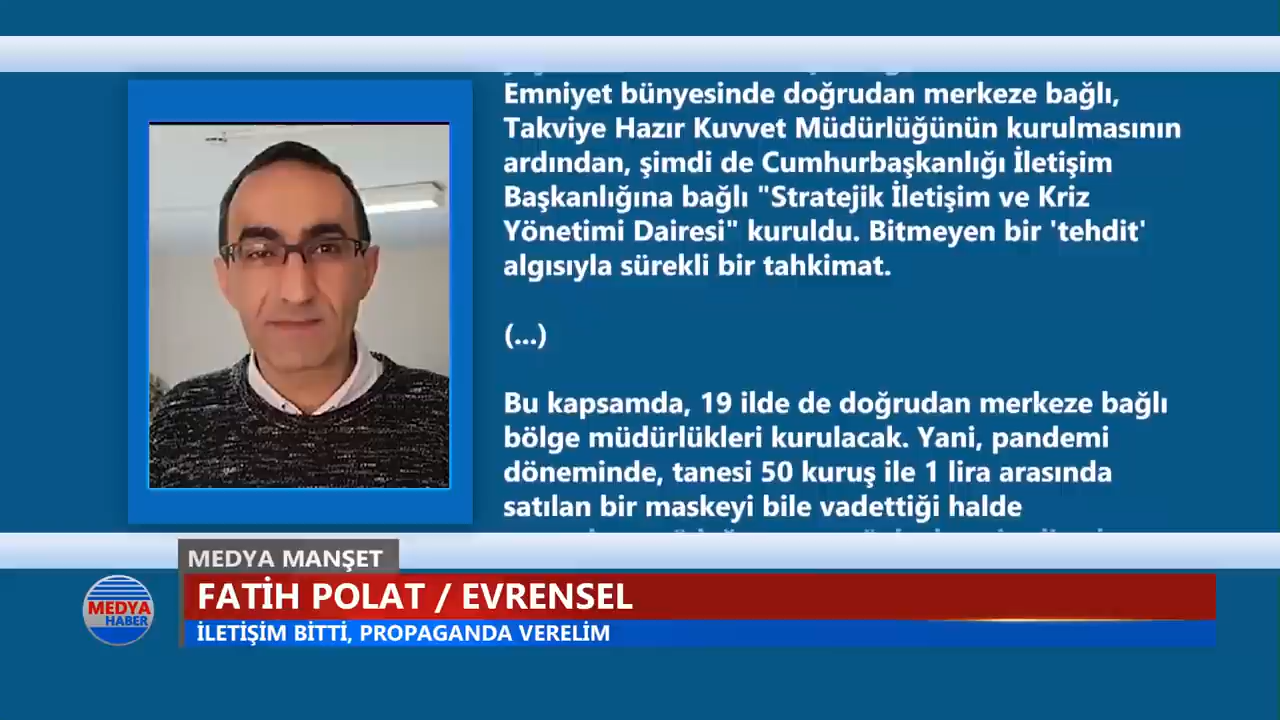 Emniyet bünyesinde doğrudan merkeze bağlı,
Takviye Hazır Kuvvet Müdürlüğünün kurulmasının
ardından, şimdi de Cumhurbaşkanlığı İletişim
Başkanlığına bağlı "Stratejik İletişim ve Kriz
Yönetimi Dairesi" kuruldu. Bitmeyen bir 'tehdit'
algısıyla sürekli bir tahkimat.
(...)
Bu kapsamda, 19 ilde de doğrudan merkeze bağlı
bölge müdürlükleri kurulacak. Yani, pandemi
döneminde, tanesi 50 kuruş ile 1 lira arasında
satılan bir maskeyi bile vadettiği halde
MEDYA MANŞET
FATİH POLAT / EVRENSEL
İLETİŞİM BİTTİ, PROPAGANDA VERELİM
MEDYA
HABER